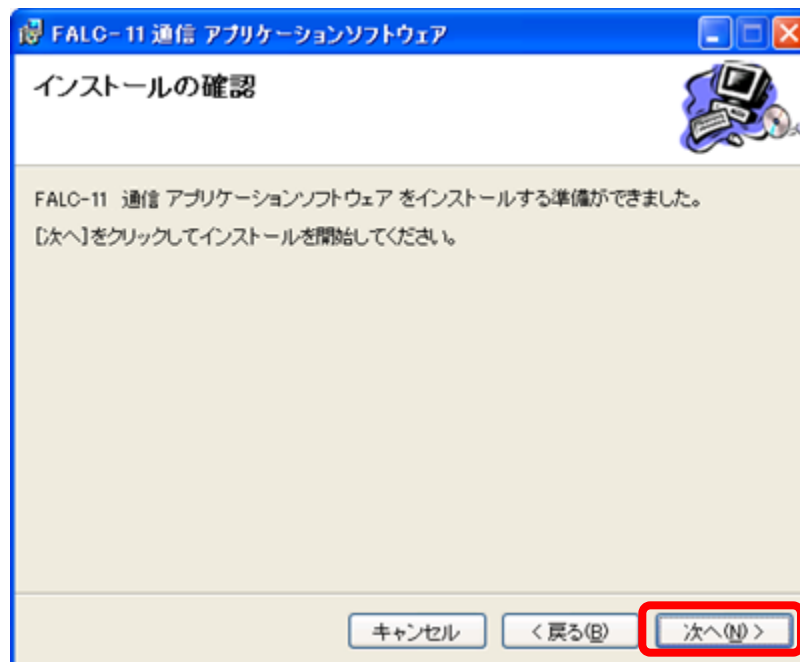 FALC-11 通信 アプリケーションソフトウェア
インストールの確認
FALC-11 通信 アプリケーションソフトウェア をインストールする準備ができました。
[次へ]をクリックしてインストールを開始してください。
キャンセル
< 戻る(B)
次へ(N) >